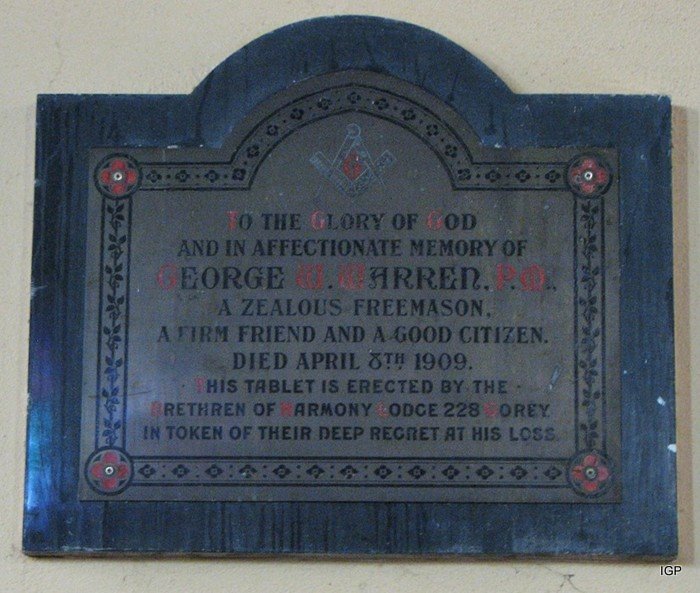 TO THE GLORY OF GOD
AND IN AFFECTIONATE MEMORY OF
GEORGE W. WARREN, P.M.,
A ZEALOUS FREEMASON,
A FIRM FRIEND AND A GOOD CITIZEN.
DIED APRIL 8TH 1909.
· THIS TABLET IS ERECTED BY THE ·
BRETHREN OF HARMONY LODGE 228 GOREY.
IN TOKEN OF THEIR DEEP REGRET AT HIS LOSS.
IGP